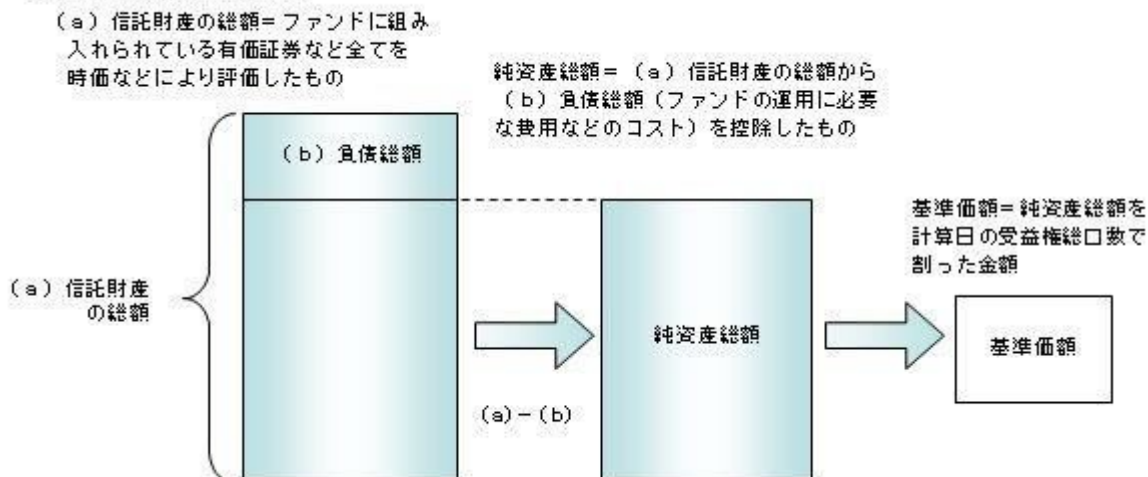 （a）信託財産の総額＝ファンドに組み
入れられている有価証券など全てを
時価などにより評価したもの
純資産総額＝（a）信託財産の総額から
（b）負債総額（ファンドの運用に必要
な費用などのコスト）を控除したもの
（b）負債総額
基準価額＝純資産総額を
計算日の受益権総口数で
割った金額
（a）信託財産
の総額
純資産総額
基準価額
（a）－（b）